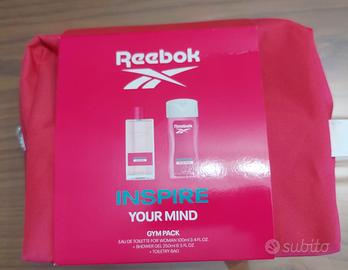 Reebok
Reebok
INSPIRE
YOUR MIND
GYM PACK
EAU DE TOILETTE FOR WOMAN 100ml 3.4 FL.OZ.
+ SHOWER GEL 250ml 8.5 FL.OZ.
+ TOILETRY BAG
subito